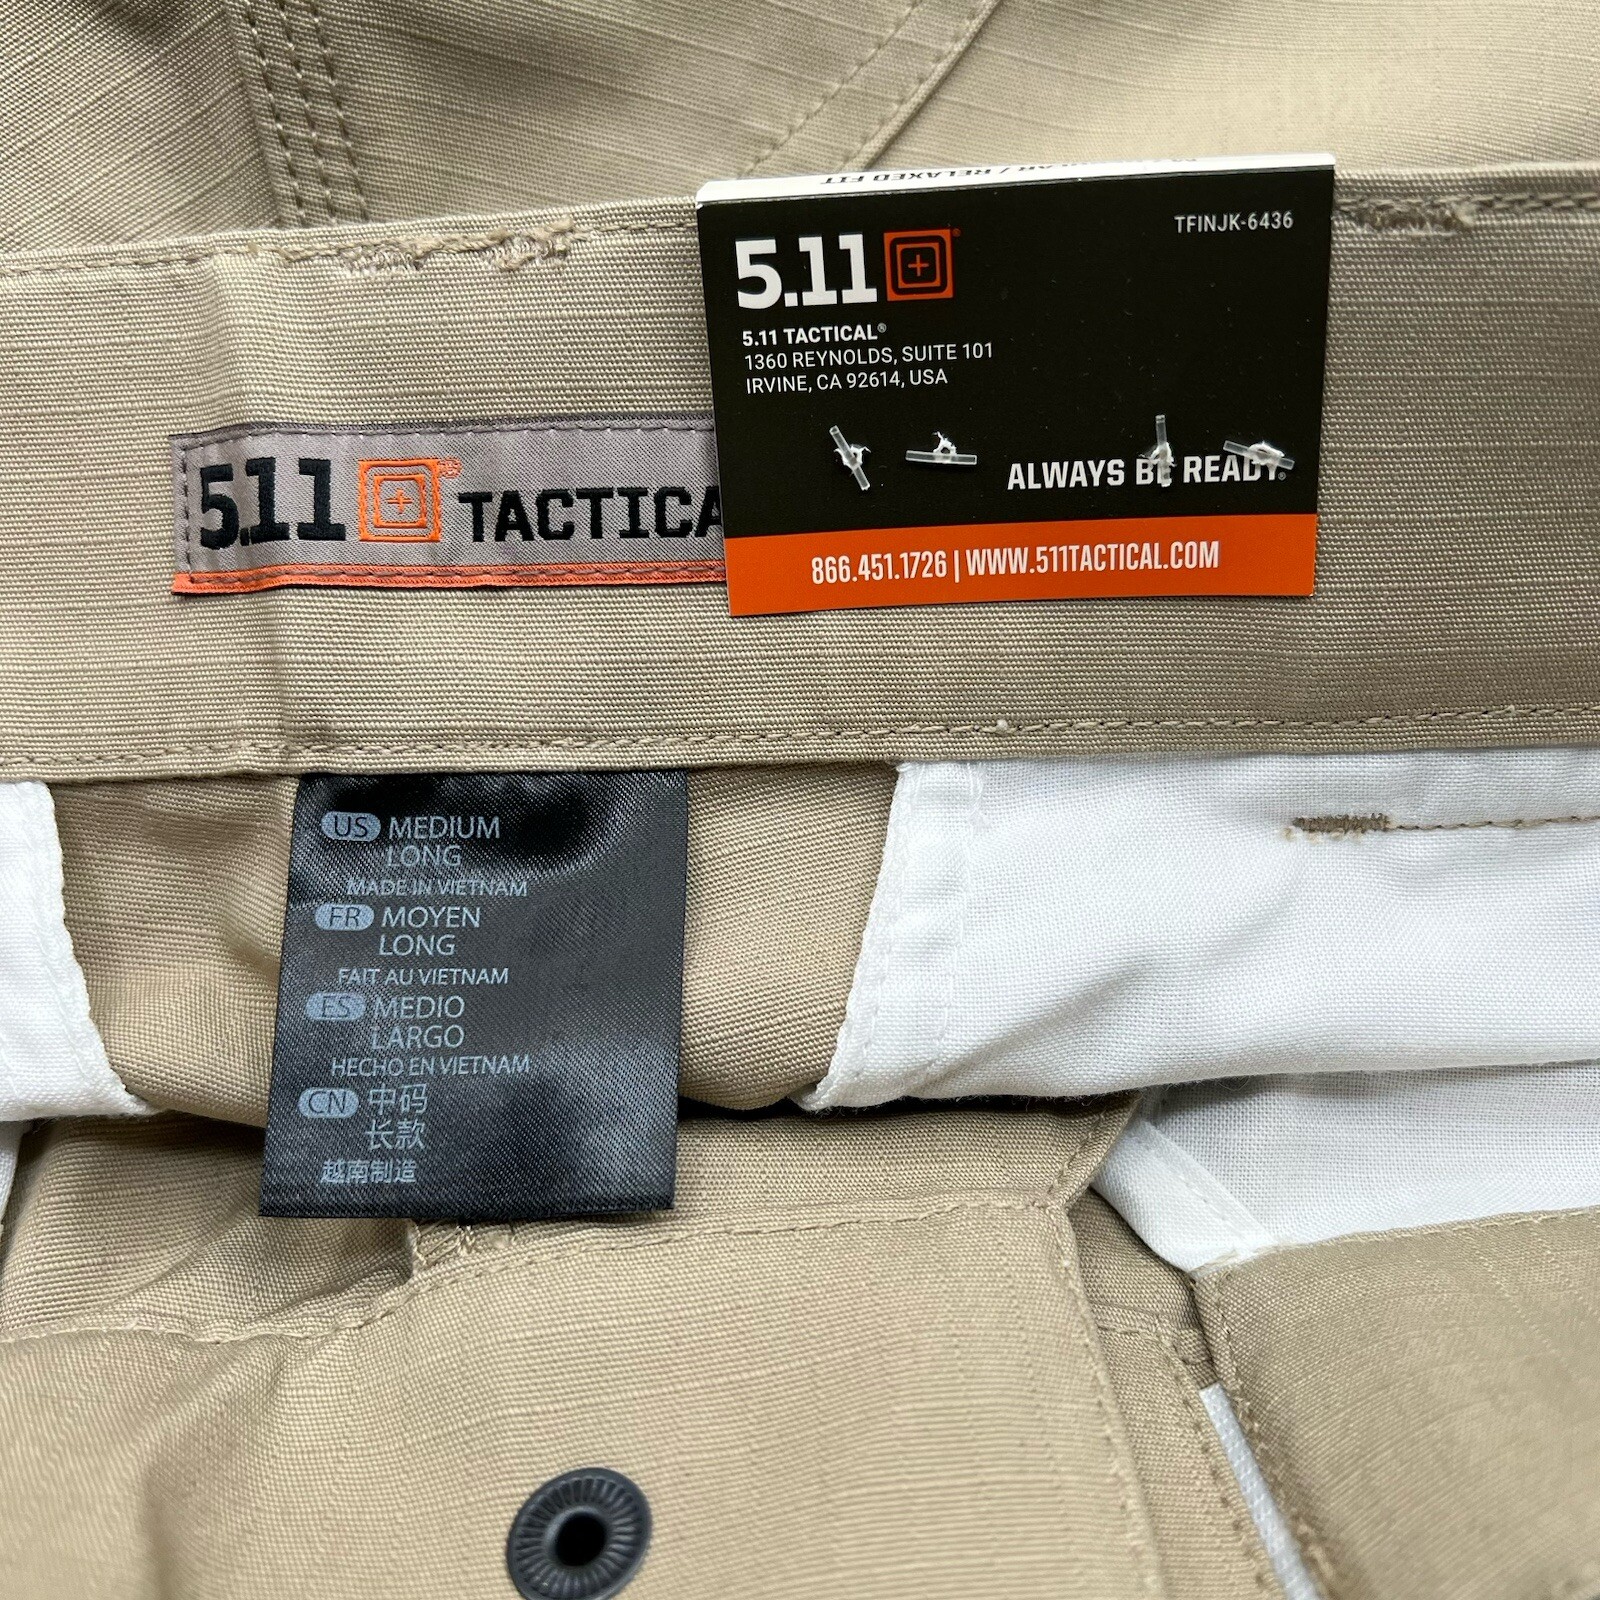 / RELAXED FIT
TFINJK-6436
5.11
5.11 TACTICAL®
1360 REYNOLDS, SUITE 101
IRVINE, CA 92614, USA
ALWAYS BE READY®
866.451.1726 | WWW.511TACTICAL.COM
5.11 TACTICA
US MEDIUM
LONG
MADE IN VIETNAM
FR MOYEN
LONG
FAIT AU VIETNAM
ES MEDIO
LARGO
HECHO EN VIETNAM
CN 中码
长款
越南制造